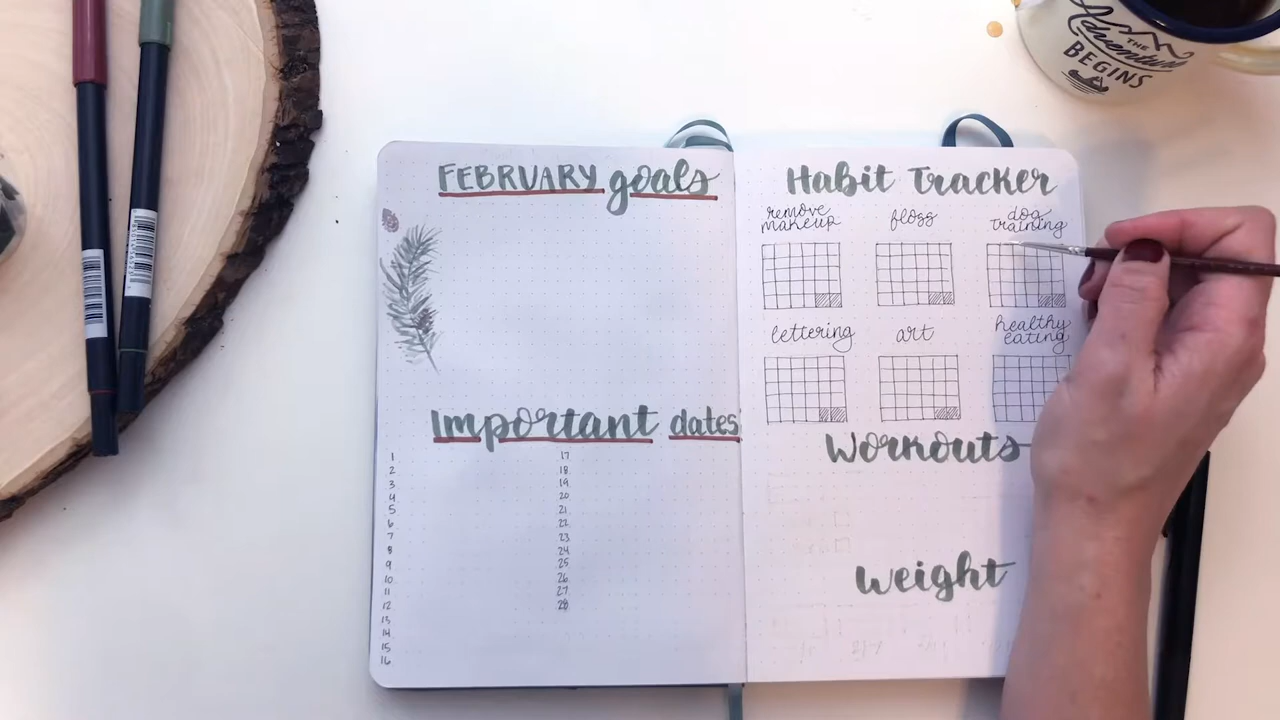 THE
Adventure
BEGINS
FEBRUARY goals
Important dates
1
2
3
4
5
6
7
8
9
10
11
12
13
14
15
16
17
18
19
20
21
22
23
24
25
26
27
28
Habit Tracker
remove
makeup
floss
dog
training
lettering
art
healthy
eating
Workouts
Weight